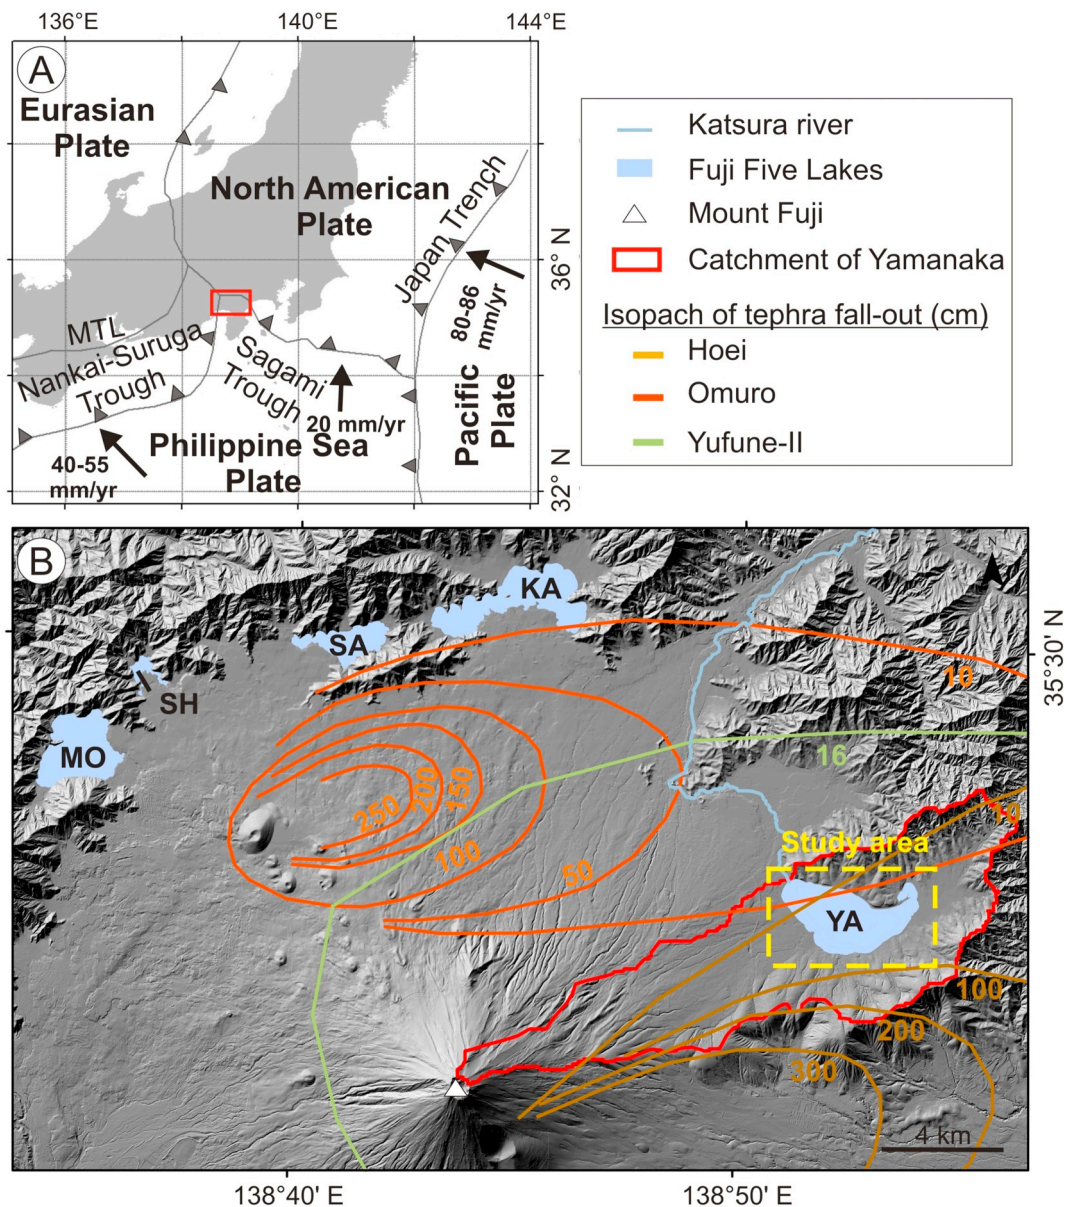 136°E 140°E 144°E
A
Eurasian
Plate
North American
Plate
Japan Trench
36° N
80-86
mm/yr
MTL
Nankai-Suruga
Trough
Sagami
Trough
20 mm/yr
Pacific
Plate
Philippine Sea
Plate
40-55
mm/yr
32° N
Katsura river
Fuji Five Lakes
Mount Fuji
Catchment of Yamanaka
Isopach of tephra fall-out (cm)
Hoei
Omuro
Yufune-II
B
N
KA
SA
SH
MO
35°30' N
10
16
250
200
150
100
50
10
Study area
YA
100
200
300
4 km
138°40' E 138°50' E